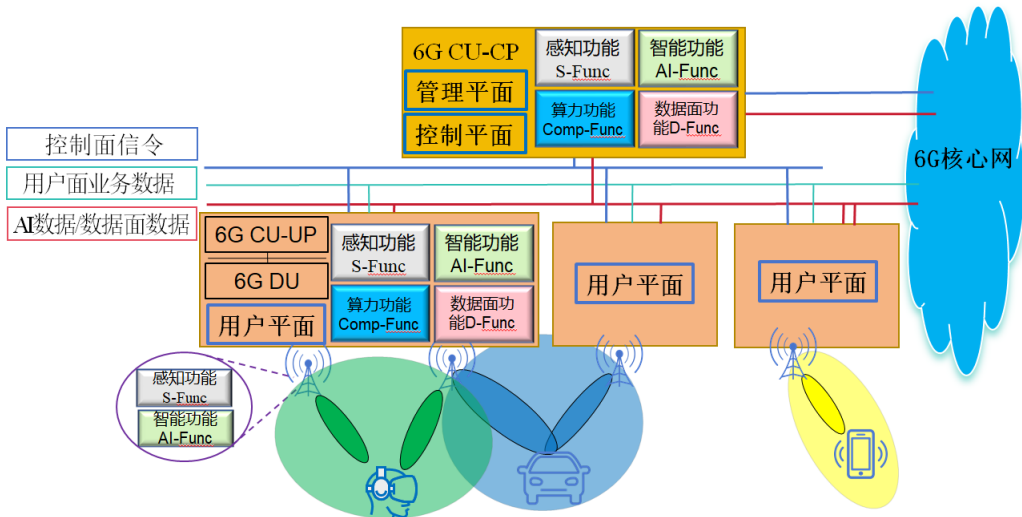 6G CU-CP
管理平面
控制平面
感知功能
S-Func
智能功能
AI-Func
算力功能
Comp-Func
数据面功
能D-Func
6G核心网
控制面信令
用户面业务数据
AI数据/数据面数据
6G CU-UP
6G DU
用户平面
感知功能
S-Func
智能功能
AI-Func
算力功能
Comp-Func
数据面功
能D-Func
用户平面
用户平面
感知功能
S-Func
智能功能
AI-Func